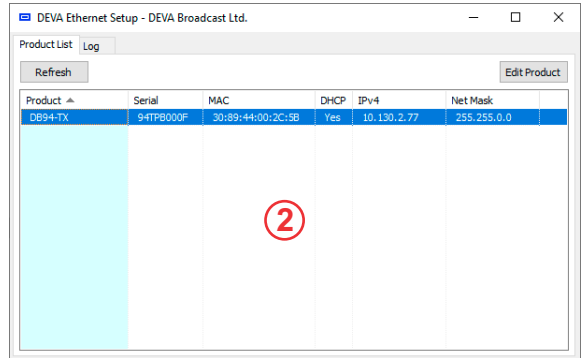 DEVA Ethernet Setup - DEVA Broadcast Ltd.
Product List Log
Refresh Edit Product
Product Serial MAC DHCP IPv4 Net Mask
DB94-TX 94TPB000F 30:89:44:00:2C:5B Yes 10.130.2.77 255.255.0.0
2